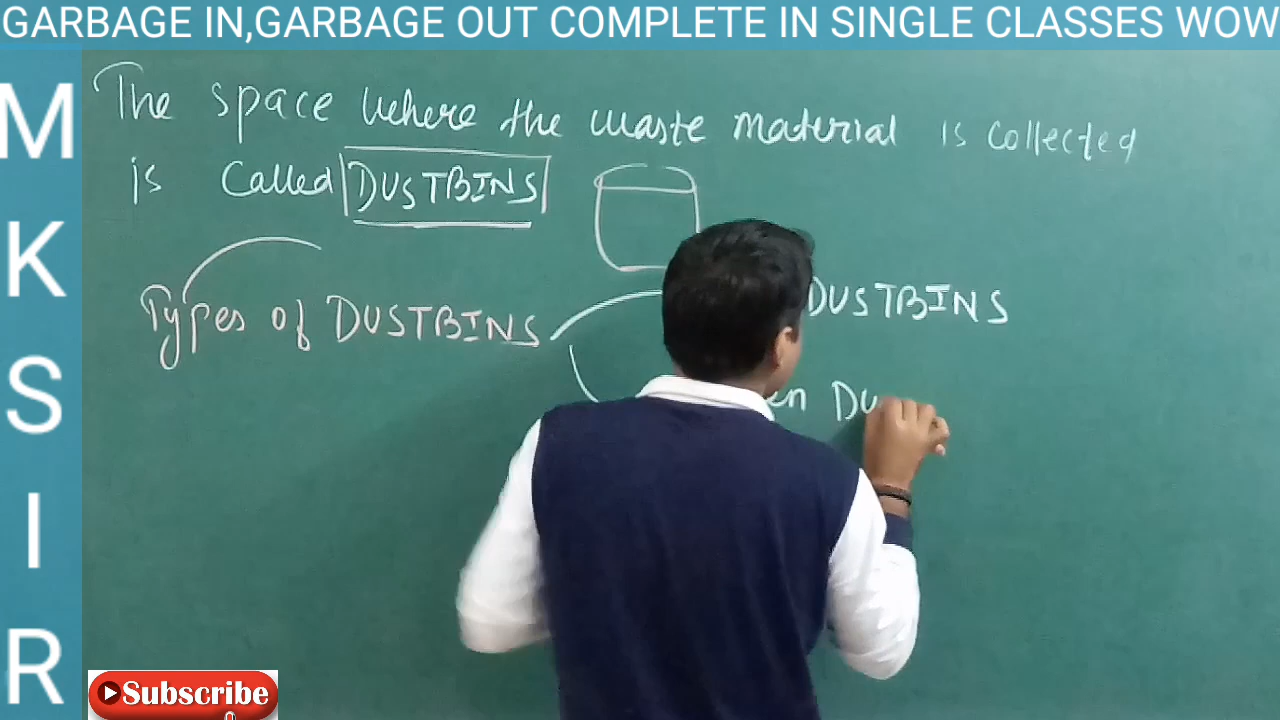 GARBAGE IN,GARBAGE OUT COMPLETE IN SINGLE CLASSES WOW
M
K
S
I
R
The space where the waste material is collected
is called DUSTBINS
Types of DUSTBINS
DUSTBINS
Subscribe